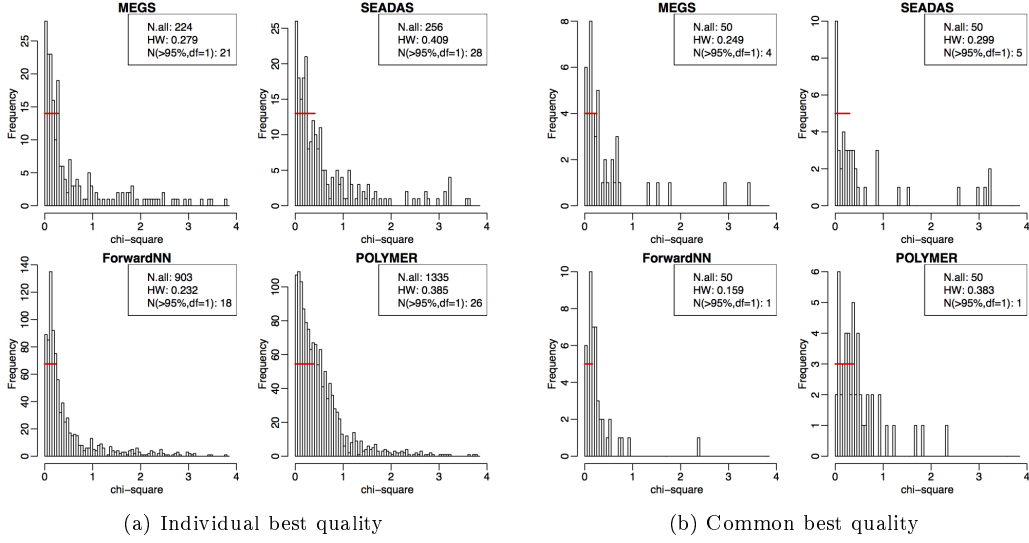 MEGS
N.all: 224
HW: 0.279
N(>95%,df=1): 21
Frequency
0 5 10 15 20 25
0 1 2 3 4
chi-square
SEADAS
N.all: 256
HW: 0.409
N(>95%,df=1): 28
Frequency
0 5 10 15 20 25
0 1 2 3 4
chi-square
MEGS
N.all: 50
HW: 0.249
N(>95%,df=1): 4
Frequency
0 2 4 6 8
0 1 2 3 4
chi-square
SEADAS
N.all: 50
HW: 0.299
N(>95%,df=1): 5
Frequency
0 2 4 6 8 10
0 1 2 3 4
chi-square
ForwardNN
N.all: 903
HW: 0.232
N(>95%,df=1): 18
Frequency
0 20 40 60 80 100 120 140
0 1 2 3 4
chi-square
POLYMER
N.all: 1335
HW: 0.385
N(>95%,df=1): 26
Frequency
0 20 40 60 80 100
0 1 2 3 4
chi-square
ForwardNN
N.all: 50
HW: 0.159
N(>95%,df=1): 1
Frequency
0 2 4 6 8 10
0 1 2 3 4
chi-square
POLYMER
N.all: 50
HW: 0.383
N(>95%,df=1): 1
Frequency
0 1 2 3 4 5 6
0 1 2 3 4
chi-square
(a) Individual best quality
(b) Common best quality